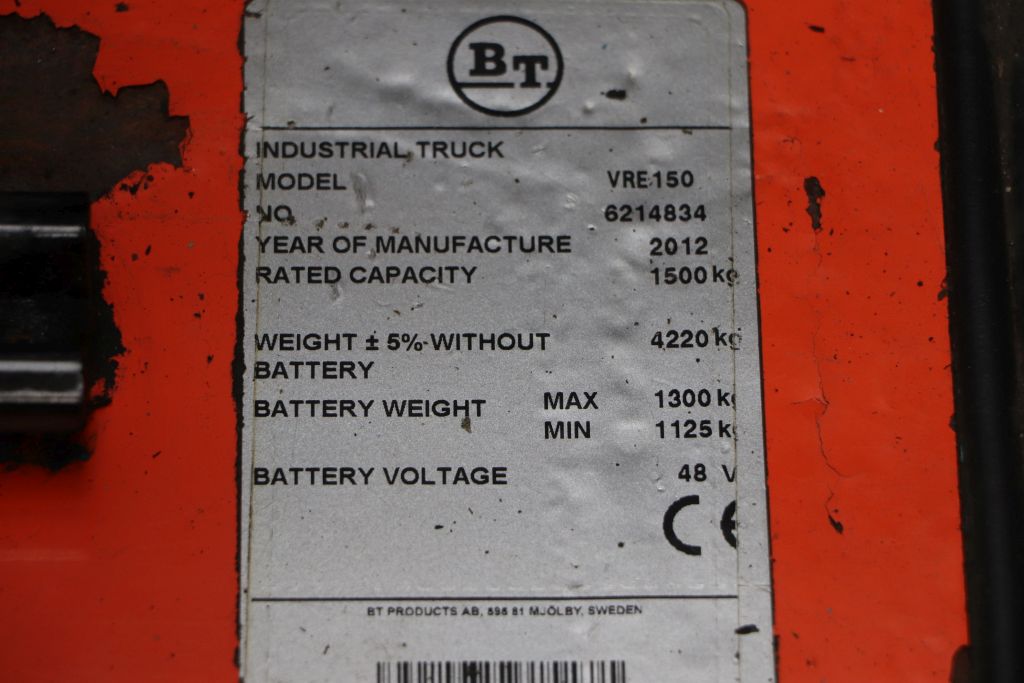 BT
INDUSTRIAL TRUCK
MODEL VRE150
NO 6214834
YEAR OF MANUFACTURE 2012
RATED CAPACITY 1500 kg
WEIGHT ± 5% WITHOUT 4220 kg
BATTERY
BATTERY WEIGHT MAX 1300 kg
MIN 1125 kg
BATTERY VOLTAGE 48 V
CE
BT PRODUCTS AB, 595 81 MJÖLBY, SWEDEN